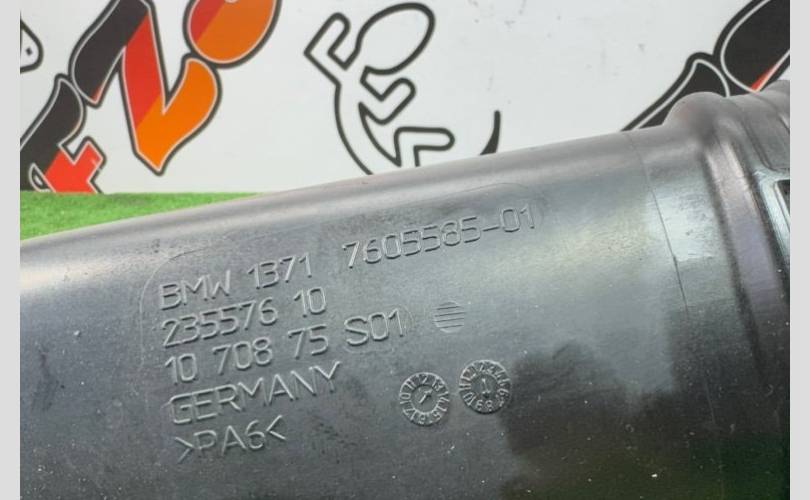 BMW 1371 7605585-01
235576 10
10 708 75 S01
GERMANY
>PA6<